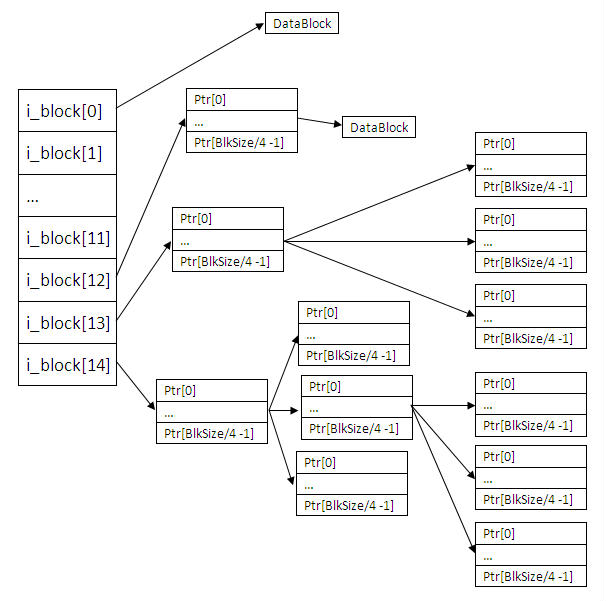 DataBlock
i_block[0]
i_block[1]
...
i_block[11]
i_block[12]
i_block[13]
i_block[14]
Ptr[0]
...
Ptr[BlkSize/4 -1]
DataBlock
Ptr[0]
...
Ptr[BlkSize/4 -1]
Ptr[0]
...
Ptr[BlkSize/4 -1]
Ptr[0]
...
Ptr[BlkSize/4 -1]
Ptr[0]
...
Ptr[BlkSize/4 -1]
Ptr[0]
...
Ptr[BlkSize/4 -1]
Ptr[0]
...
Ptr[BlkSize/4 -1]
Ptr[0]
...
Ptr[BlkSize/4 -1]
Ptr[0]
...
Ptr[BlkSize/4 -1]
Ptr[0]
...
Ptr[BlkSize/4 -1]
Ptr[0]
...
Ptr[BlkSize/4 -1]
Ptr[0]
...
Ptr[BlkSize/4 -1]